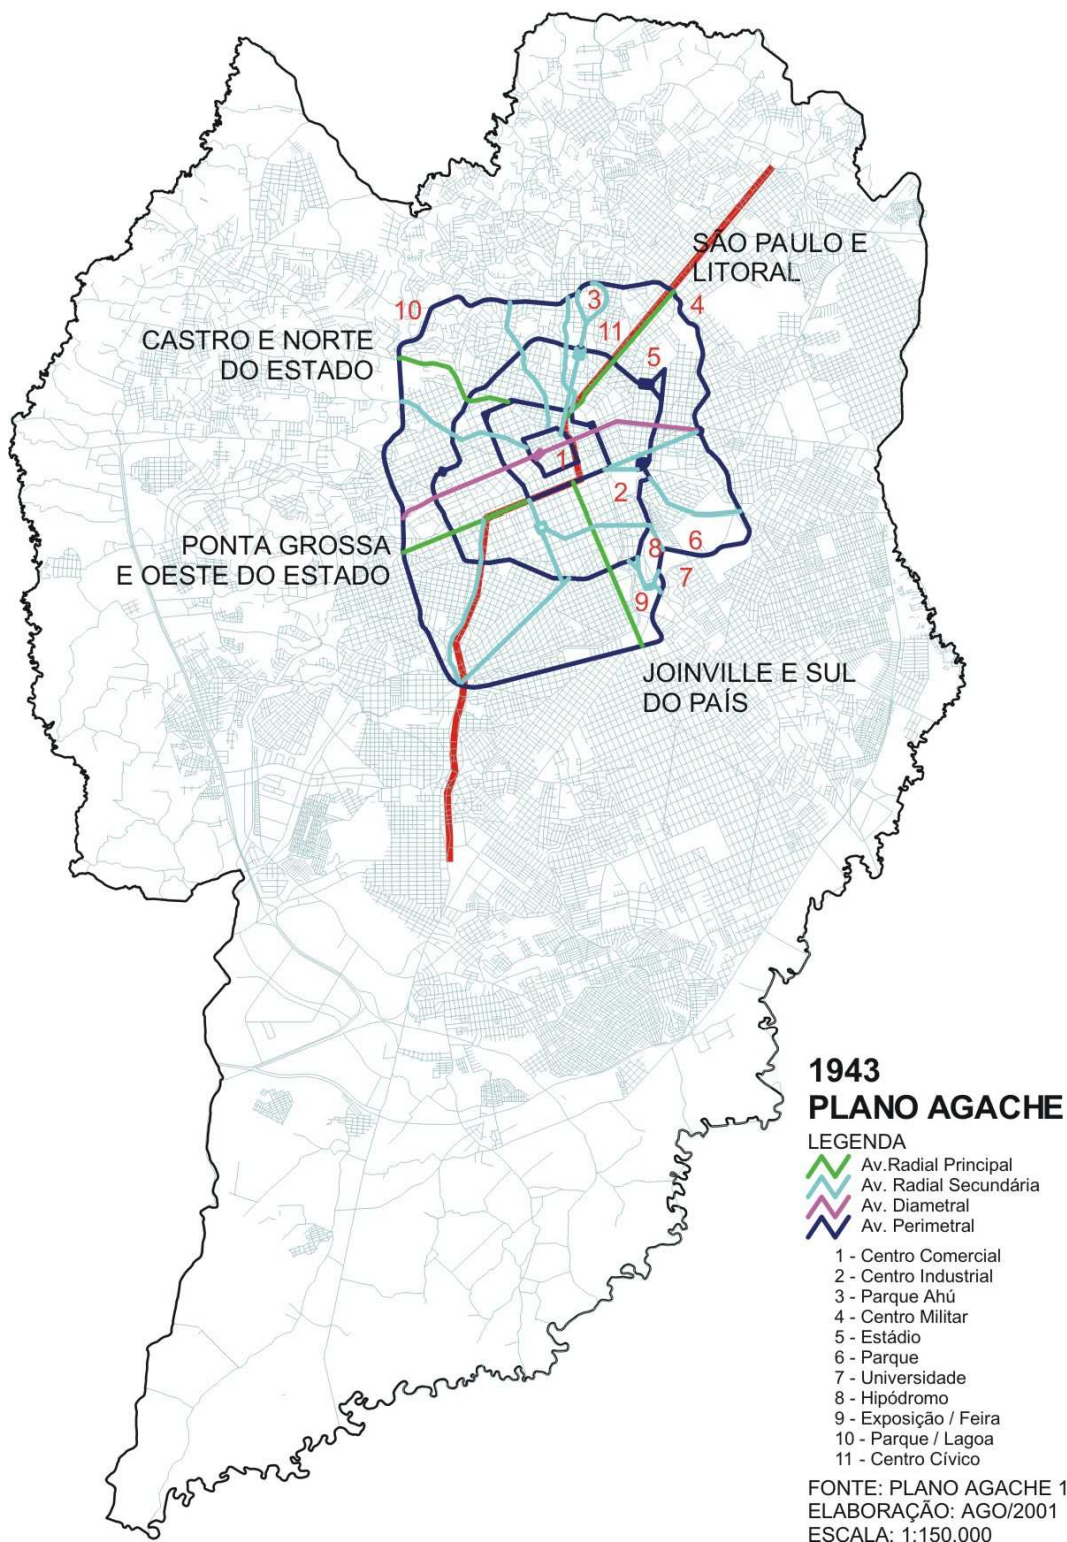 SÃO PAULO E
LITORAL
3
10
4
11
CASTRO E NORTE
DO ESTADO
5
1
2
PONTA GROSSA
E OESTE DO ESTADO
6
8
7
9
JOINVILLE E SUL
DO PAÍS
1943
PLANO AGACHE
LEGENDA
Av.Radial Principal
Av. Radial Secundária
Av. Diametral
Av. Perimetral
1 - Centro Comercial
2 - Centro Industrial
3 - Parque Ahú
4 - Centro Militar
5 - Estádio
6 - Parque
7 - Universidade
8 - Hipódromo
9 - Exposição / Feira
10 - Parque / Lagoa
11 - Centro Cívico
FONTE: PLANO AGACHE 1
ELABORAÇÃO: AGO/2001
ESCALA: 1:150.000